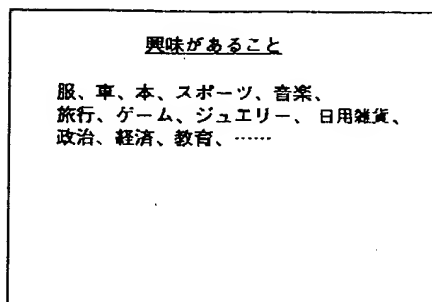 興味があること
服、車、本、スポーツ、音楽、
旅行、ゲーム、ジュエリー、日用雑貨、
政治、経済、教育、……